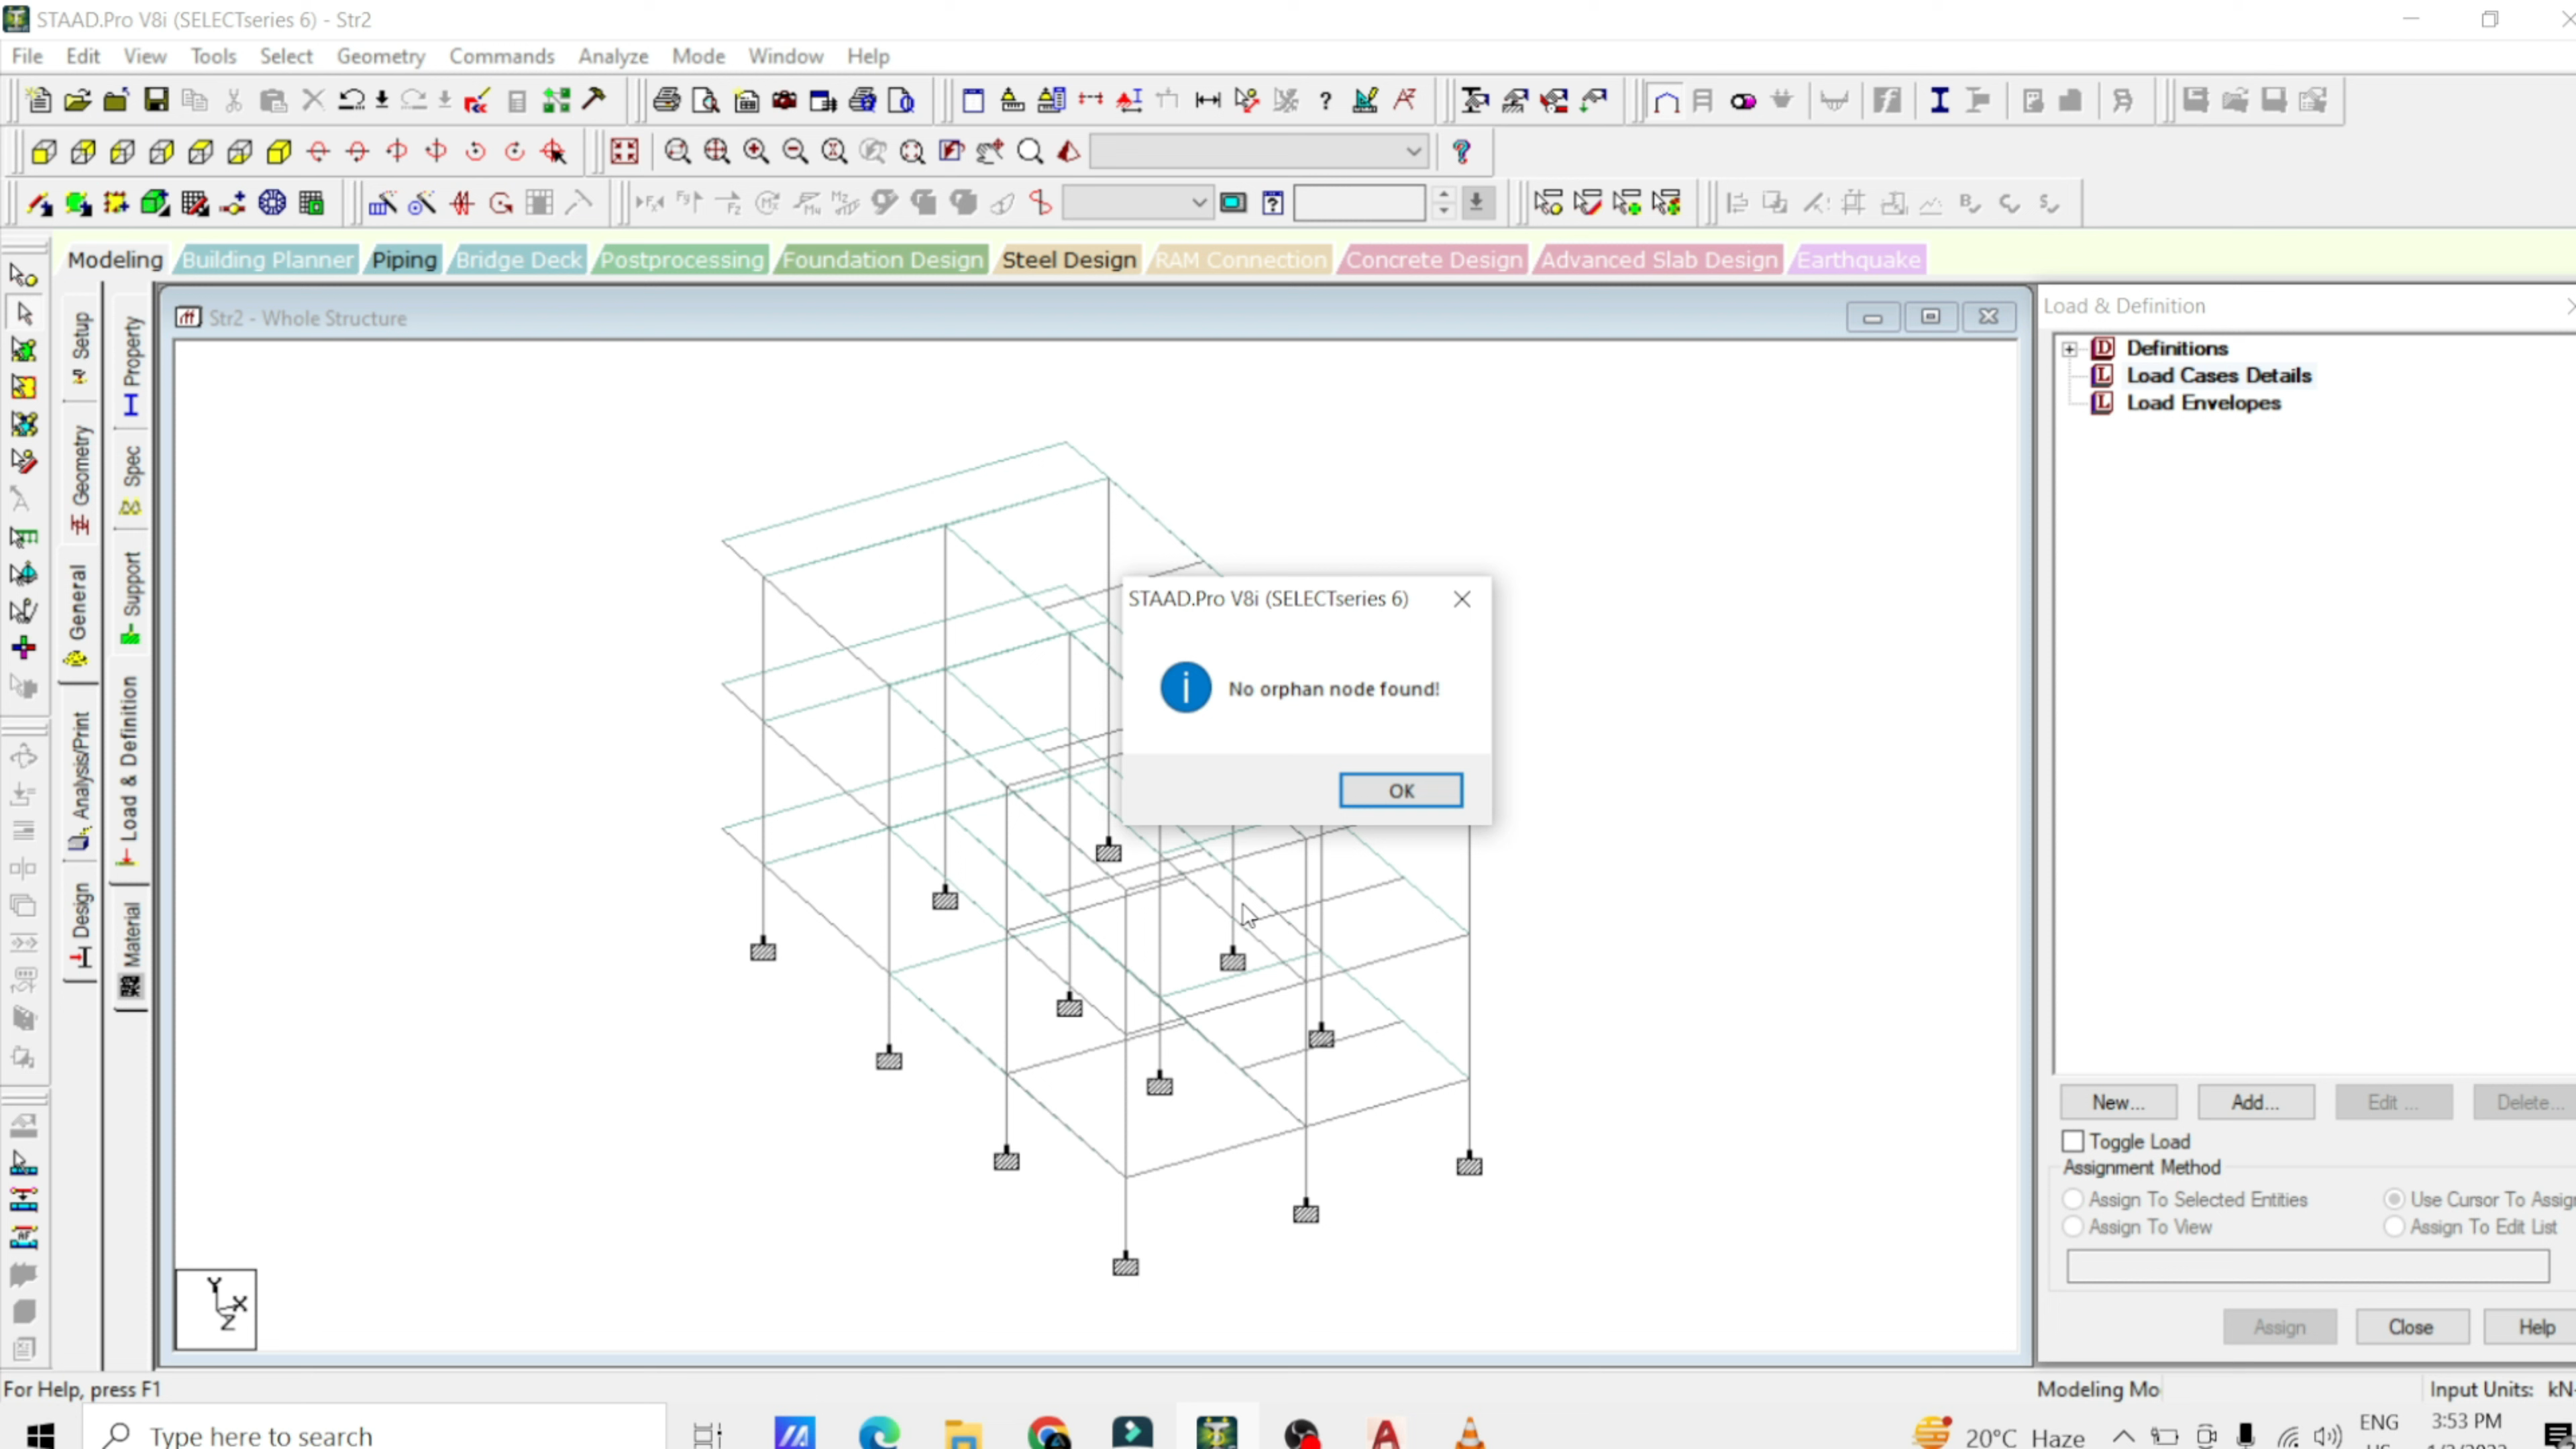 STAAD.Pro V8i (SELECTseries 6) - Str2
File Edit View Tools Select Geometry Commands Analyze Mode Window Help
Modeling Building Planner Piping Bridge Deck Postprocessing Foundation Design Steel Design RAM Connection Concrete Design Advanced Slab Design Earthquake
Setup
Geometry
General
Analysis/Print
Design
Property
Spec
Support
Load & Definition
Material
Str2 - Whole Structure
STAAD.Pro V8i (SELECTseries 6)
No orphan node found!
OK
Y
X
Z
Load & Definition
Definitions
Load Cases Details
Load Envelopes
New... Add... Edit ... Delete...
Toggle Load
Assignment Method
Assign To Selected Entities Use Cursor To Assig
Assign To View Assign To Edit List
Assign Close Help
For Help, press F1
Modeling Mo Input Units: kN-
Type here to search
20°C Haze
ENG
3:53 PM